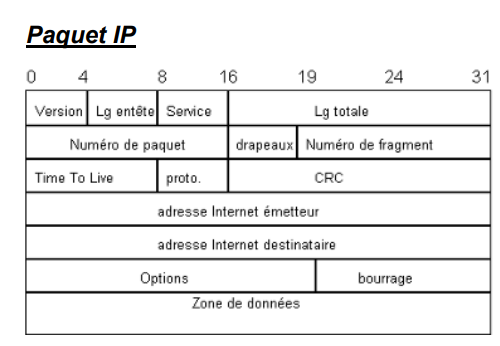 Paquet IP
0 4 8 16 19 24 31
Version Lg entête Service Lg totale
Numéro de paquet drapeaux Numéro de fragment
Time To Live proto. CRC
adresse Internet émetteur
adresse Internet destinataire
Options bourrage
Zone de données